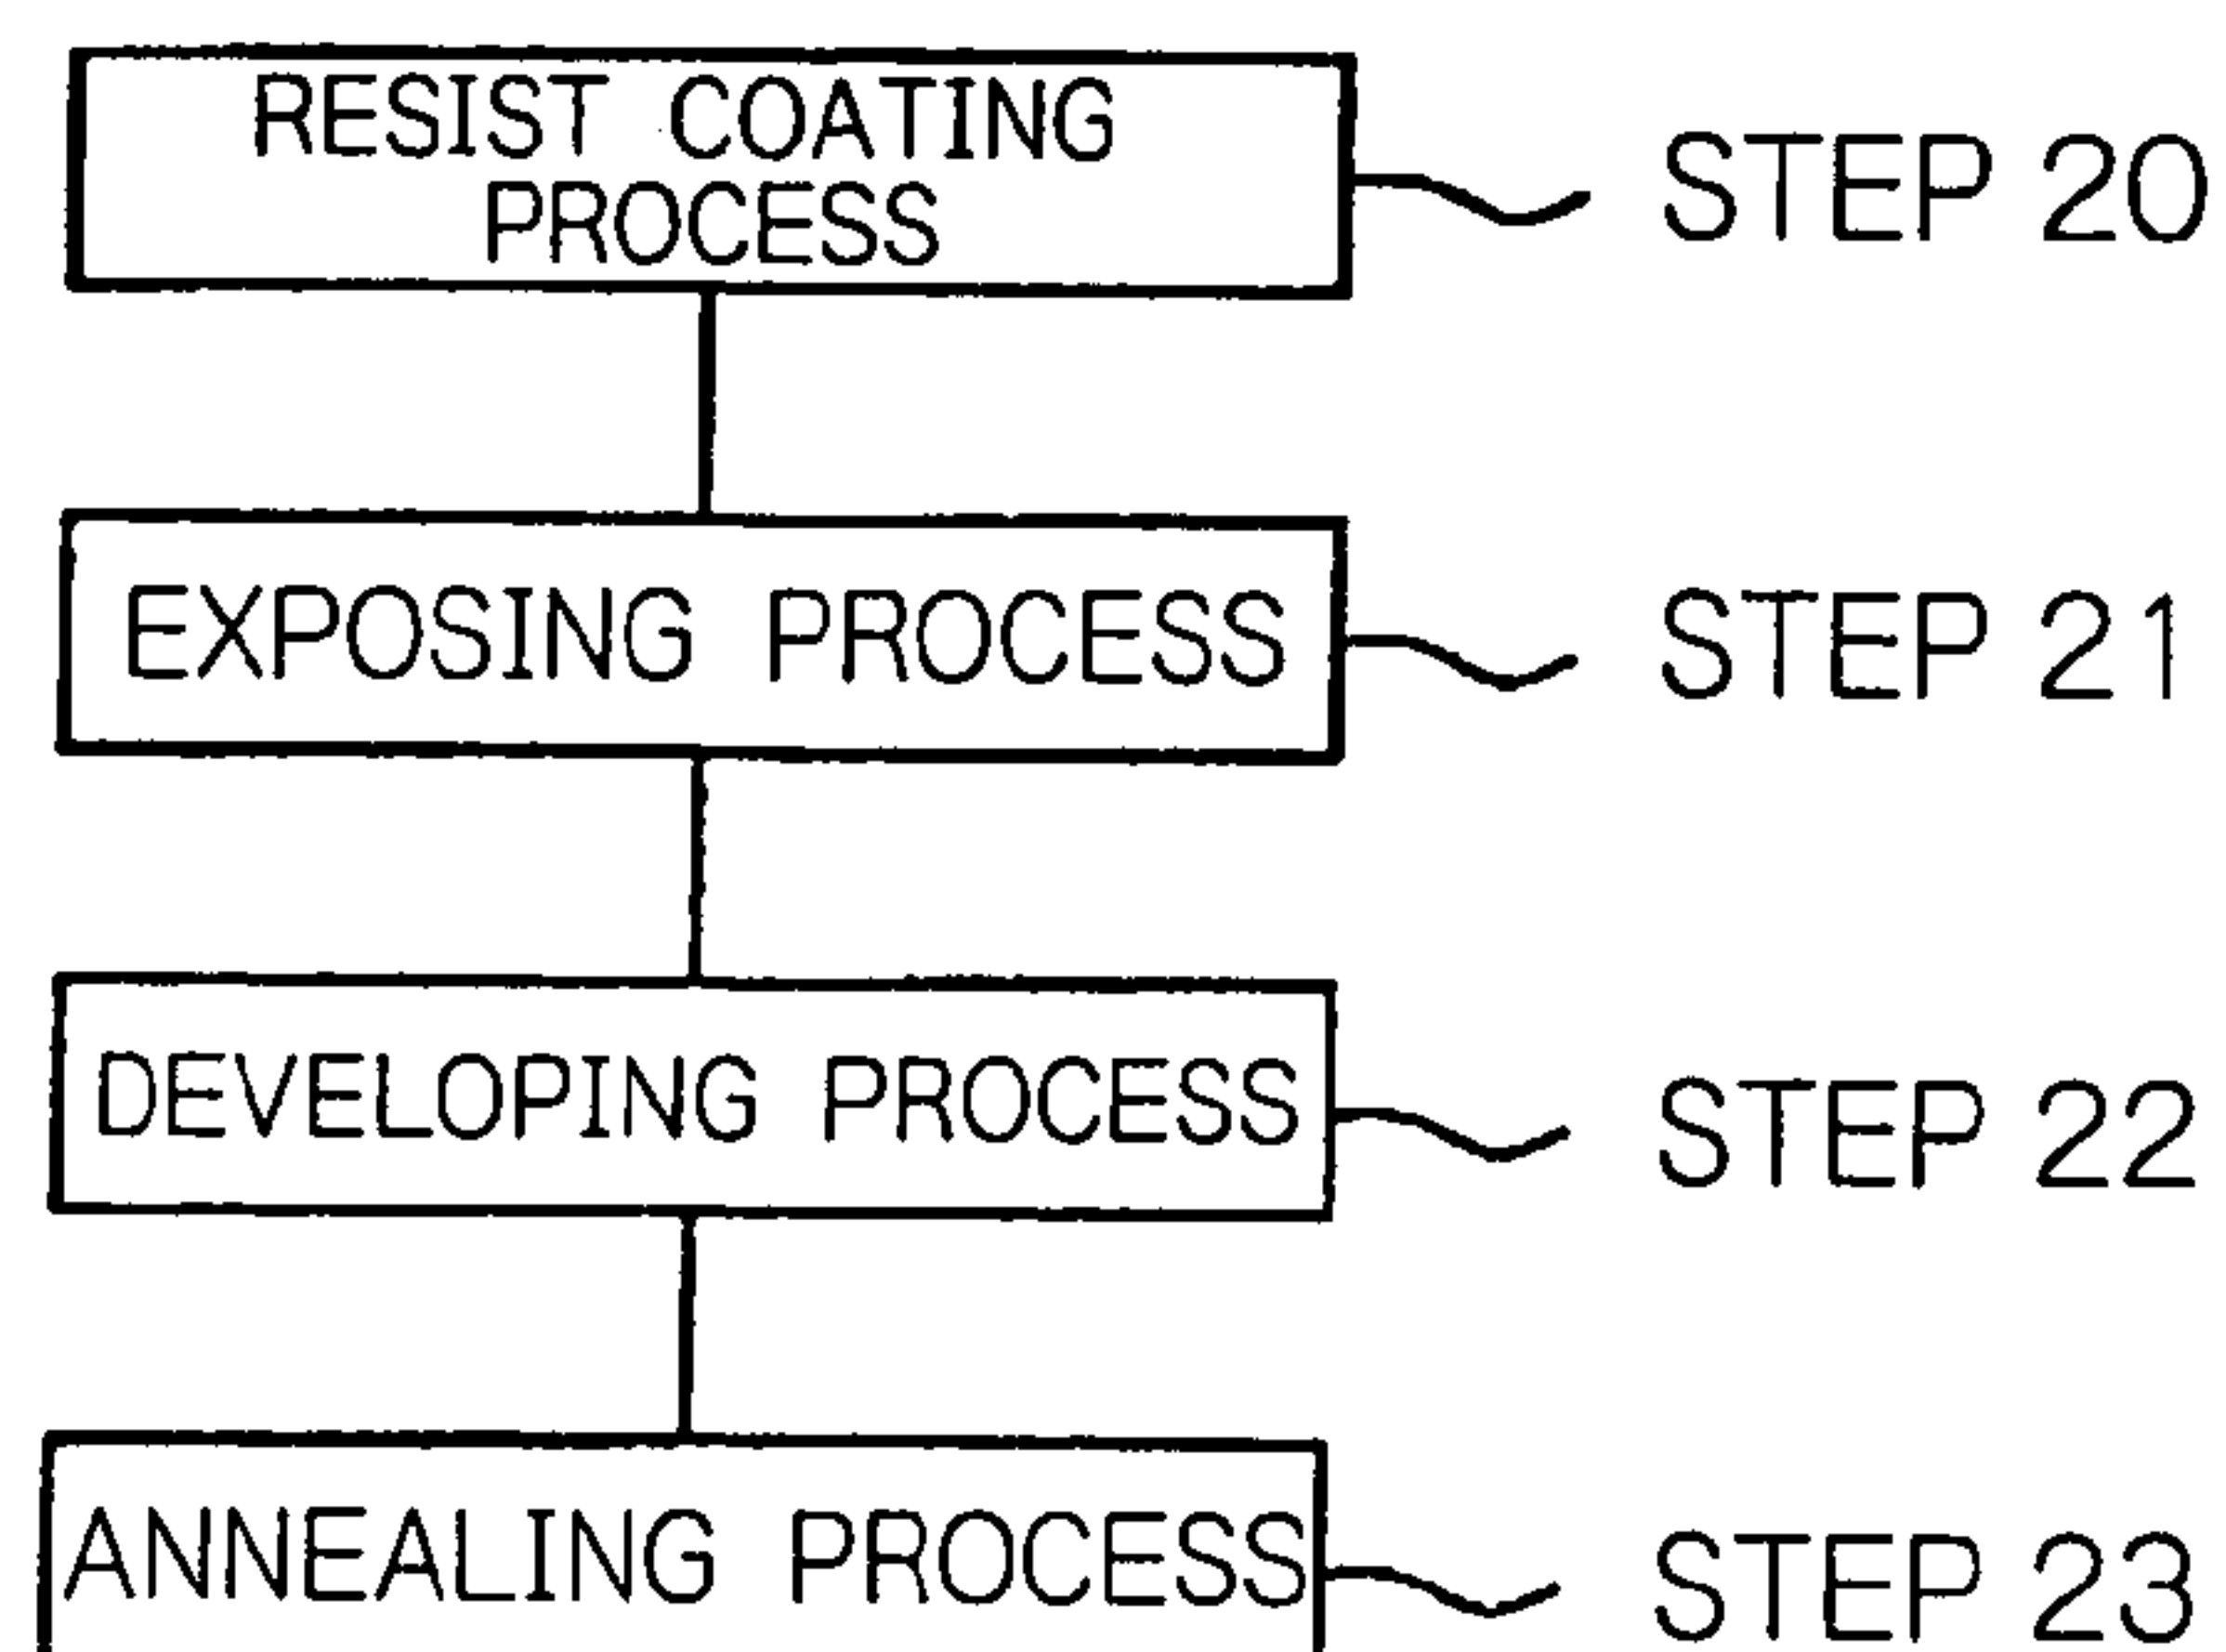 RESIST COATING
PROCESS
STEP 20
EXPOSING PROCESS
STEP 21
DEVELOPING PROCESS
STEP 22
ANNEALING PROCESS
STEP 23